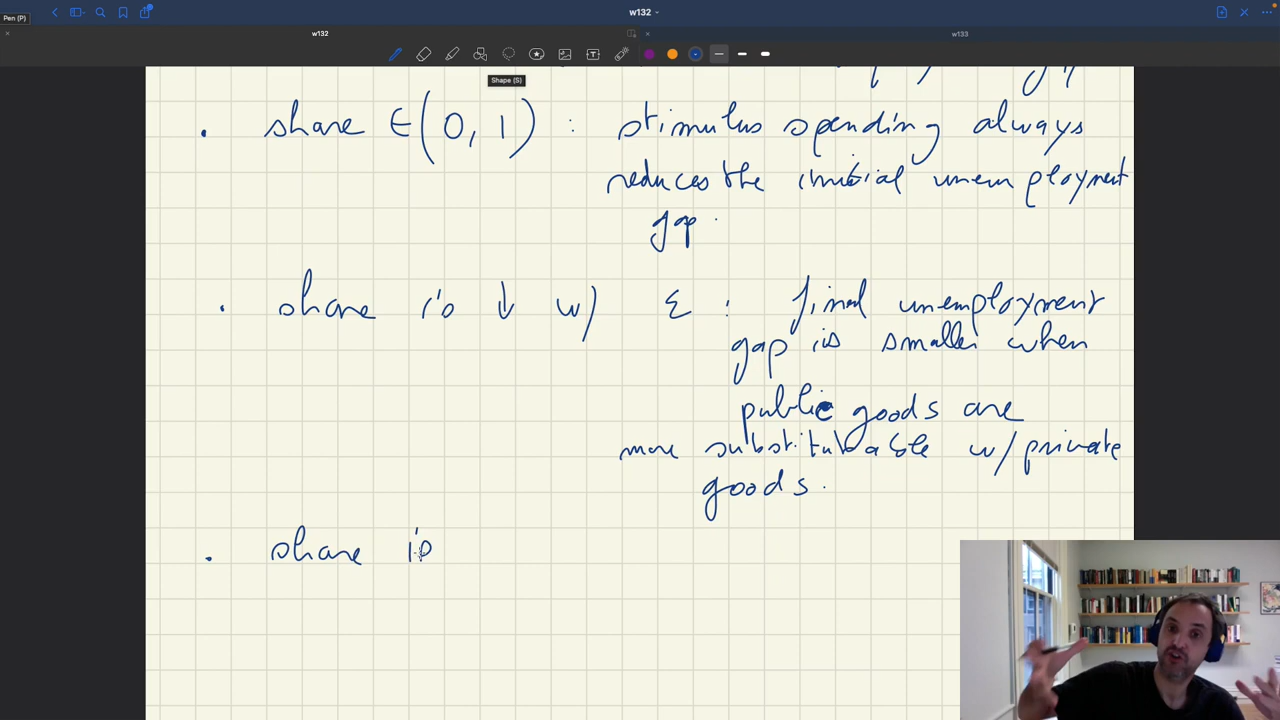 Pen (P)
w132
w132
w133
Shape (S)
. share ∈ (0, 1) : stimulus spending always
reduces the initial unemployment
gap.
. share is ↓ w/ ε : final unemployment
gap is smaller when
public goods are
more substitutable w/ private
goods.
. share is